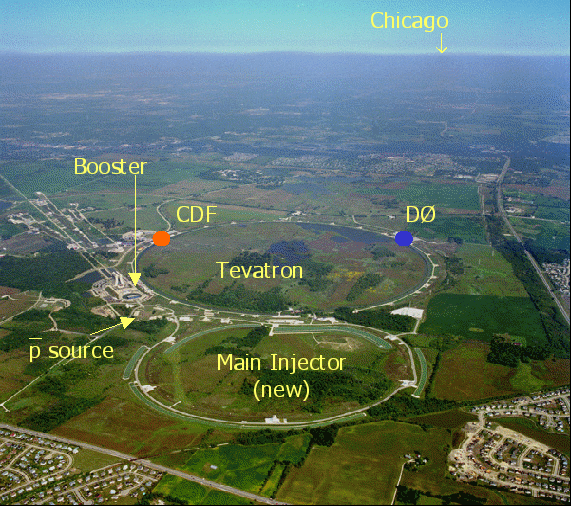 Chicago
Booster
CDF
DØ
Tevatron
p̅ source
Main Injector
(new)